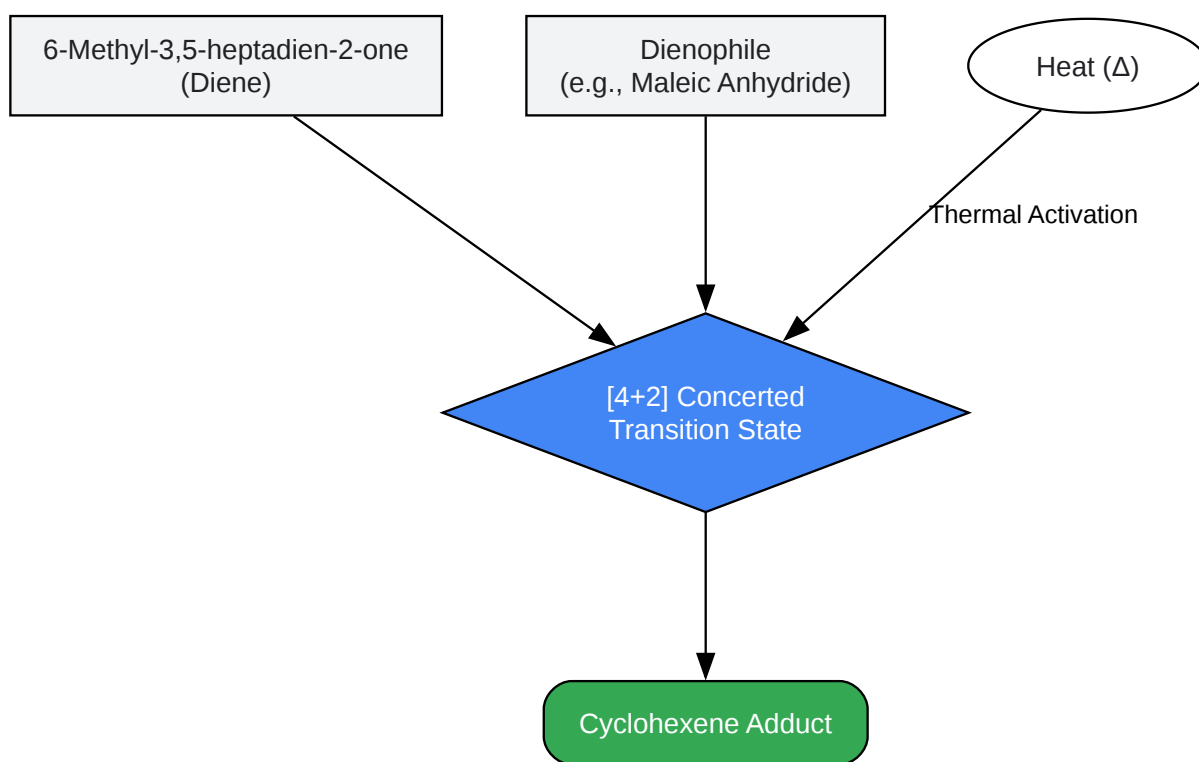 6-Methyl-3,5-heptadien-2-one
(Diene)
Dienophile
(e.g., Maleic Anhydride)
Heat (Δ)
Thermal Activation
[4+2] Concerted
Transition State
Cyclohexene Adduct